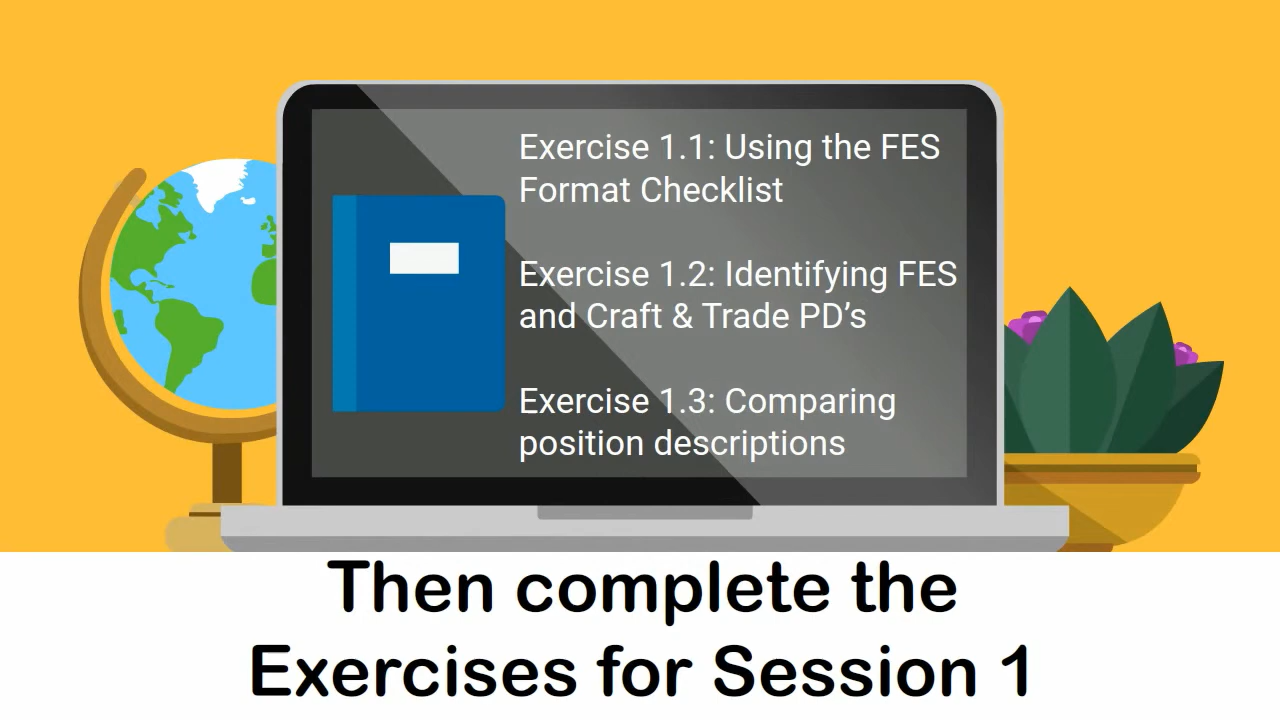 Exercise 1.1: Using the FES
Format Checklist
Exercise 1.2: Identifying FES
and Craft & Trade PD’s
Exercise 1.3: Comparing
position descriptions
Then complete the
Exercises for Session 1